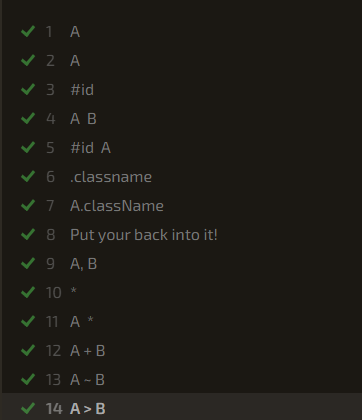 1 A
2 A
3 #id
4 A B
5 #id A
6 .classname
7 A.className
8 Put your back into it!
9 A, B
10 *
11 A *
12 A + B
13 A ~ B
14 A > B